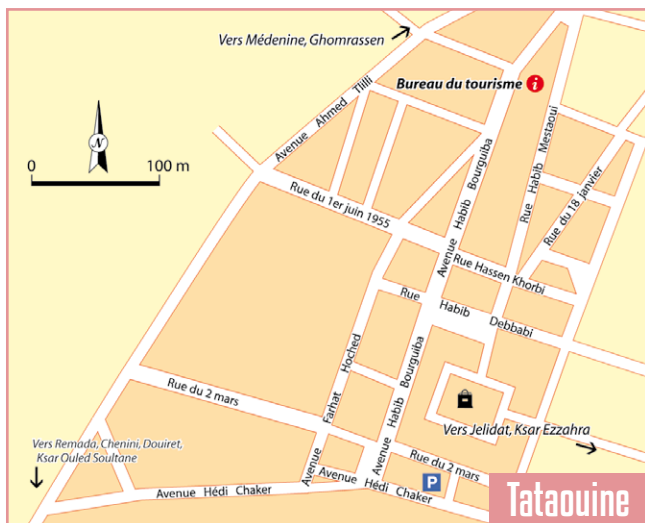 Vers Médenine, Ghomrassen
Bureau du tourisme
i
Avenue Ahmed Tlilli
N
0 100 m
Avenue Habib Bourguiba
Rue Habib Mestaoui
Rue du 18 janvier
Rue du 1er juin 1955
Rue Hassen Khorbi
Rue Habib Debbabi
Avenue Farhat Hoched
Avenue Habib Bourguiba
Rue du 2 mars
Vers Jelidat, Ksar Ezzahra
Vers Remada, Chenini, Douiret,
Ksar Ouled Soultane
Rue du 2 mars
Avenue Hédi Chaker
Avenue Hédi Chaker
P
Tataouine